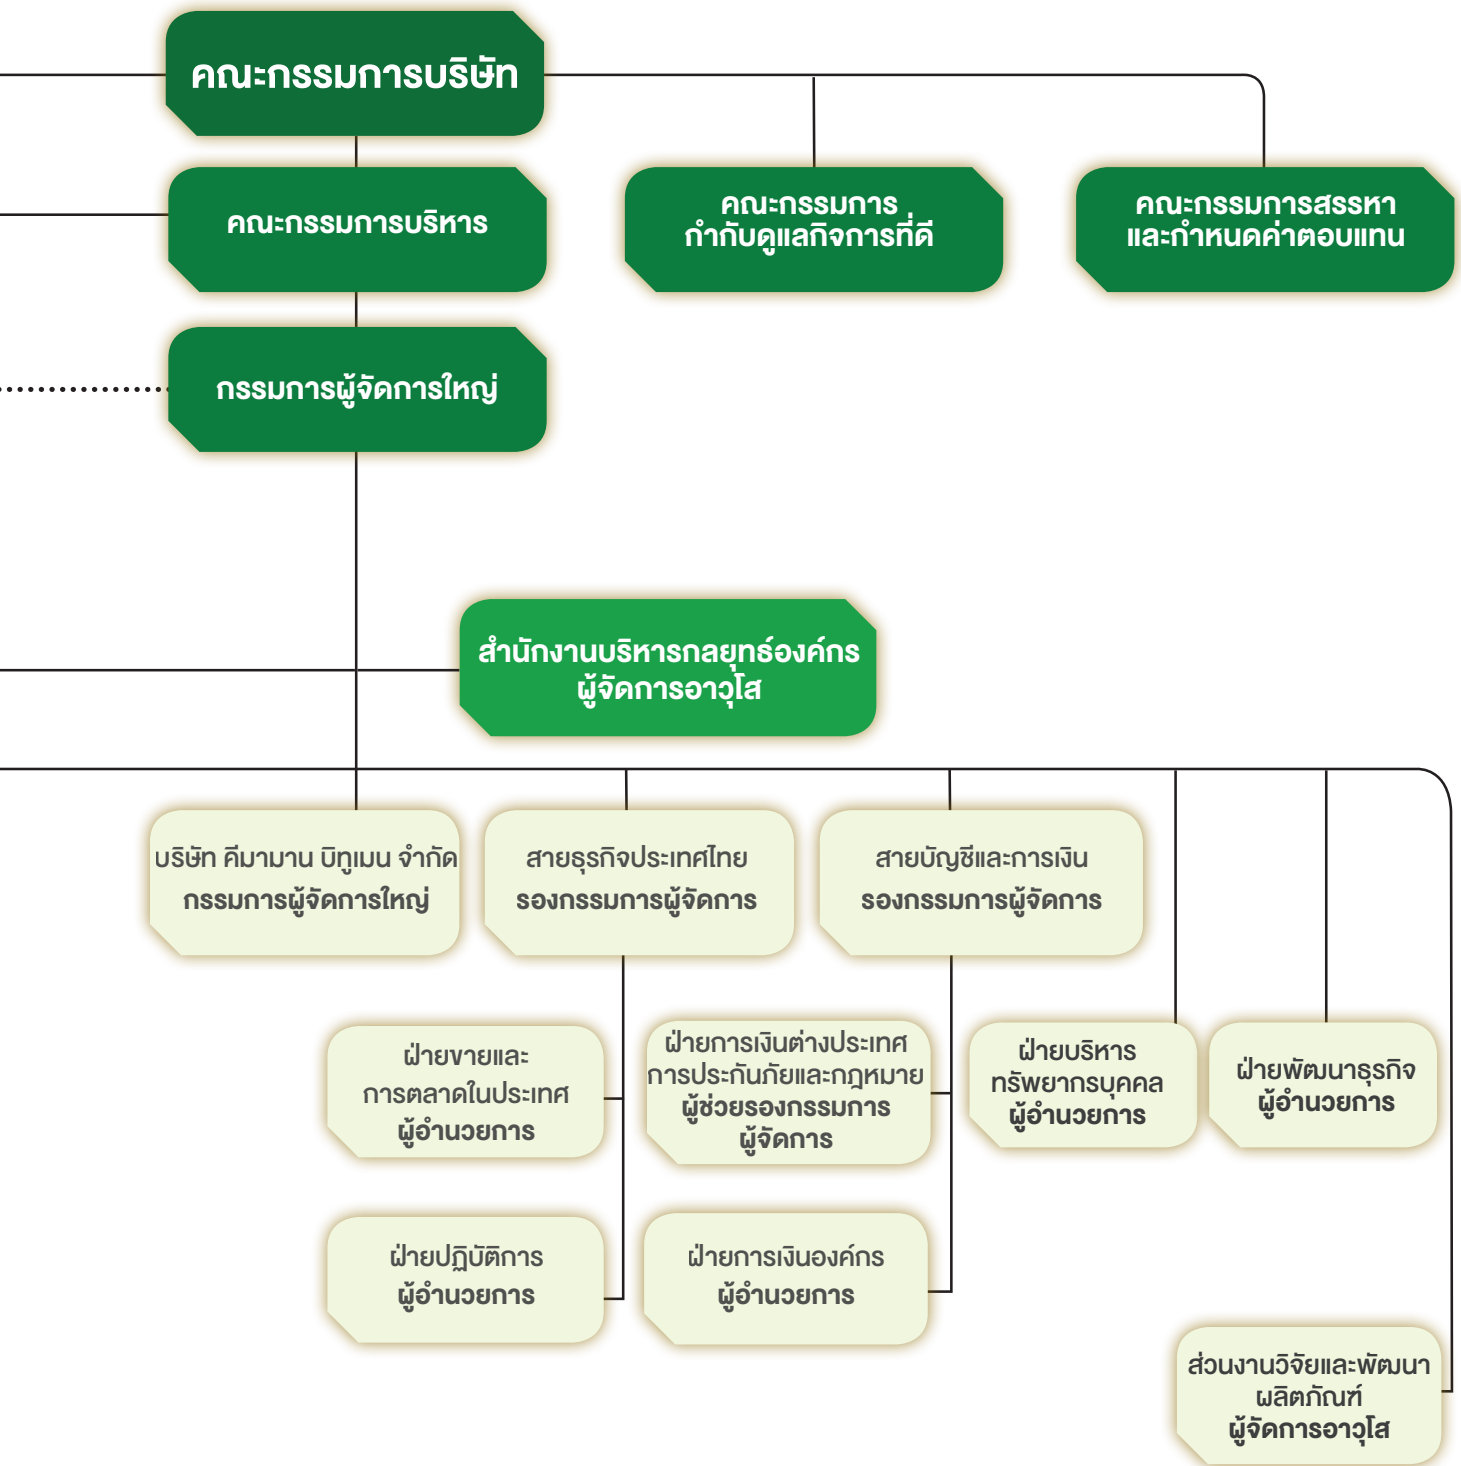 คณะกรรมการบริษัท
คณะกรรมการบริหาร
คณะกรรมการ
กำกับดูแลกิจการที่ดี
คณะกรรมการสรรหา
และกำหนดค่าตอบแทน
กรรมการผู้จัดการใหญ่
สำนักงานบริหารกลยุทธ์องค์กร
ผู้จัดการอาวุโส
บริษัท คีมามาน บิทูเมน จำกัด
กรรมการผู้จัดการใหญ่
สายธุรกิจประเทศไทย
รองกรรมการผู้จัดการ
สายบัญชีและการเงิน
รองกรรมการผู้จัดการ
ฝ่ายขายและ
การตลาดในประเทศ
ผู้อำนวยการ
ฝ่ายการเงินต่างประเทศ
การประกันภัยและกฎหมาย
ผู้ช่วยรองกรรมการ
ผู้จัดการ
ฝ่ายบริหาร
ทรัพยากรบุคคล
ผู้อำนวยการ
ฝ่ายพัฒนาธุรกิจ
ผู้อำนวยการ
ฝ่ายปฏิบัติการ
ผู้อำนวยการ
ฝ่ายการเงินองค์กร
ผู้อำนวยการ
ส่วนงานวิจัยและพัฒนา
ผลิตภัณฑ์
ผู้จัดการอาวุโส